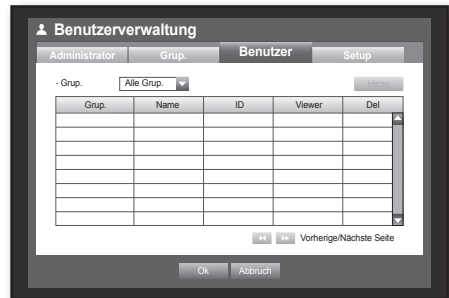 Benutzerverwaltung
Administrator Grup. Benutzer Setup
- Grup. Alle Grup. Hinzu
Grup. Name ID Viewer Del
Vorherige/Nächste Seite
Ok Abbruch